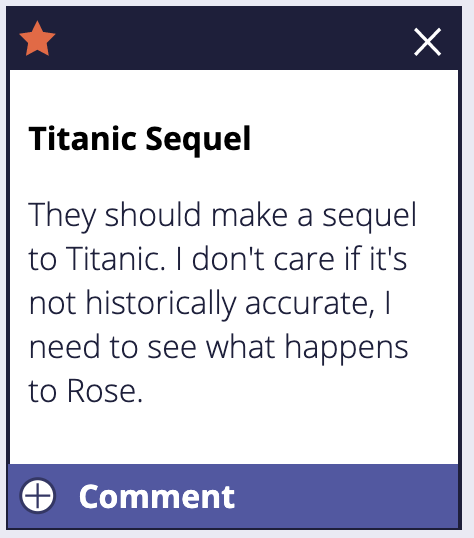 Titanic Sequel
They should make a sequel
to Titanic. I don't care if it's
not historically accurate, I
need to see what happens
to Rose.
Comment